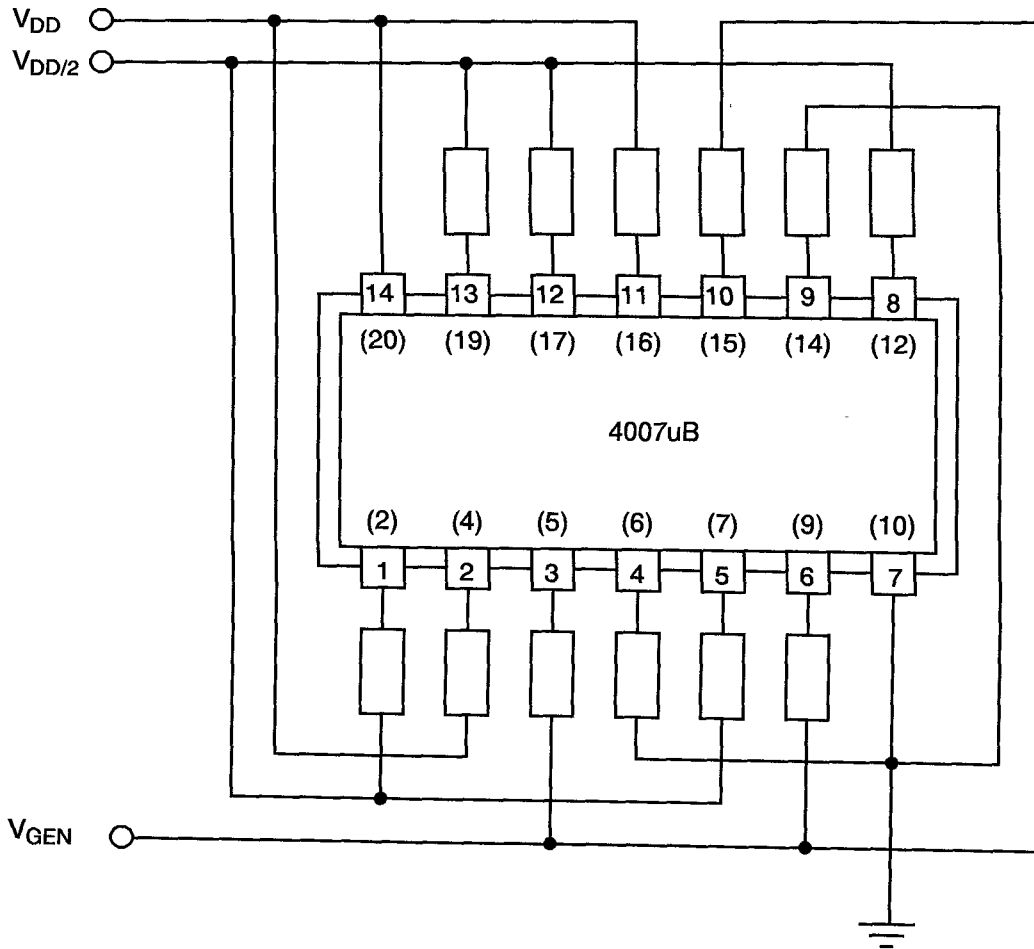 VDD
VDD/2
14 13 12 11 10 9 8
(20) (19) (17) (16) (15) (14) (12)
4007uB
(2) (4) (5) (6) (7) (9) (10)
1 2 3 4 5 6 7
VGEN